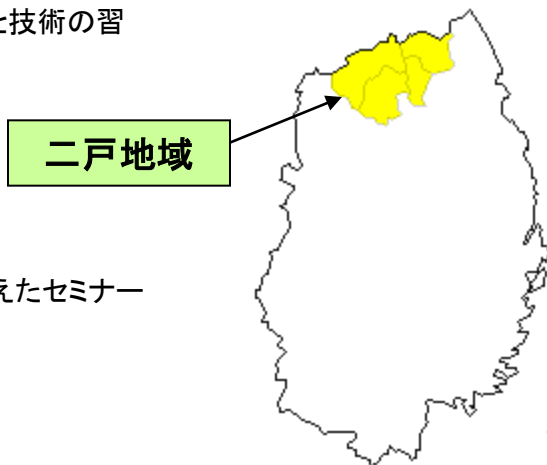 と技術の習
二戸地域
えたセミナー